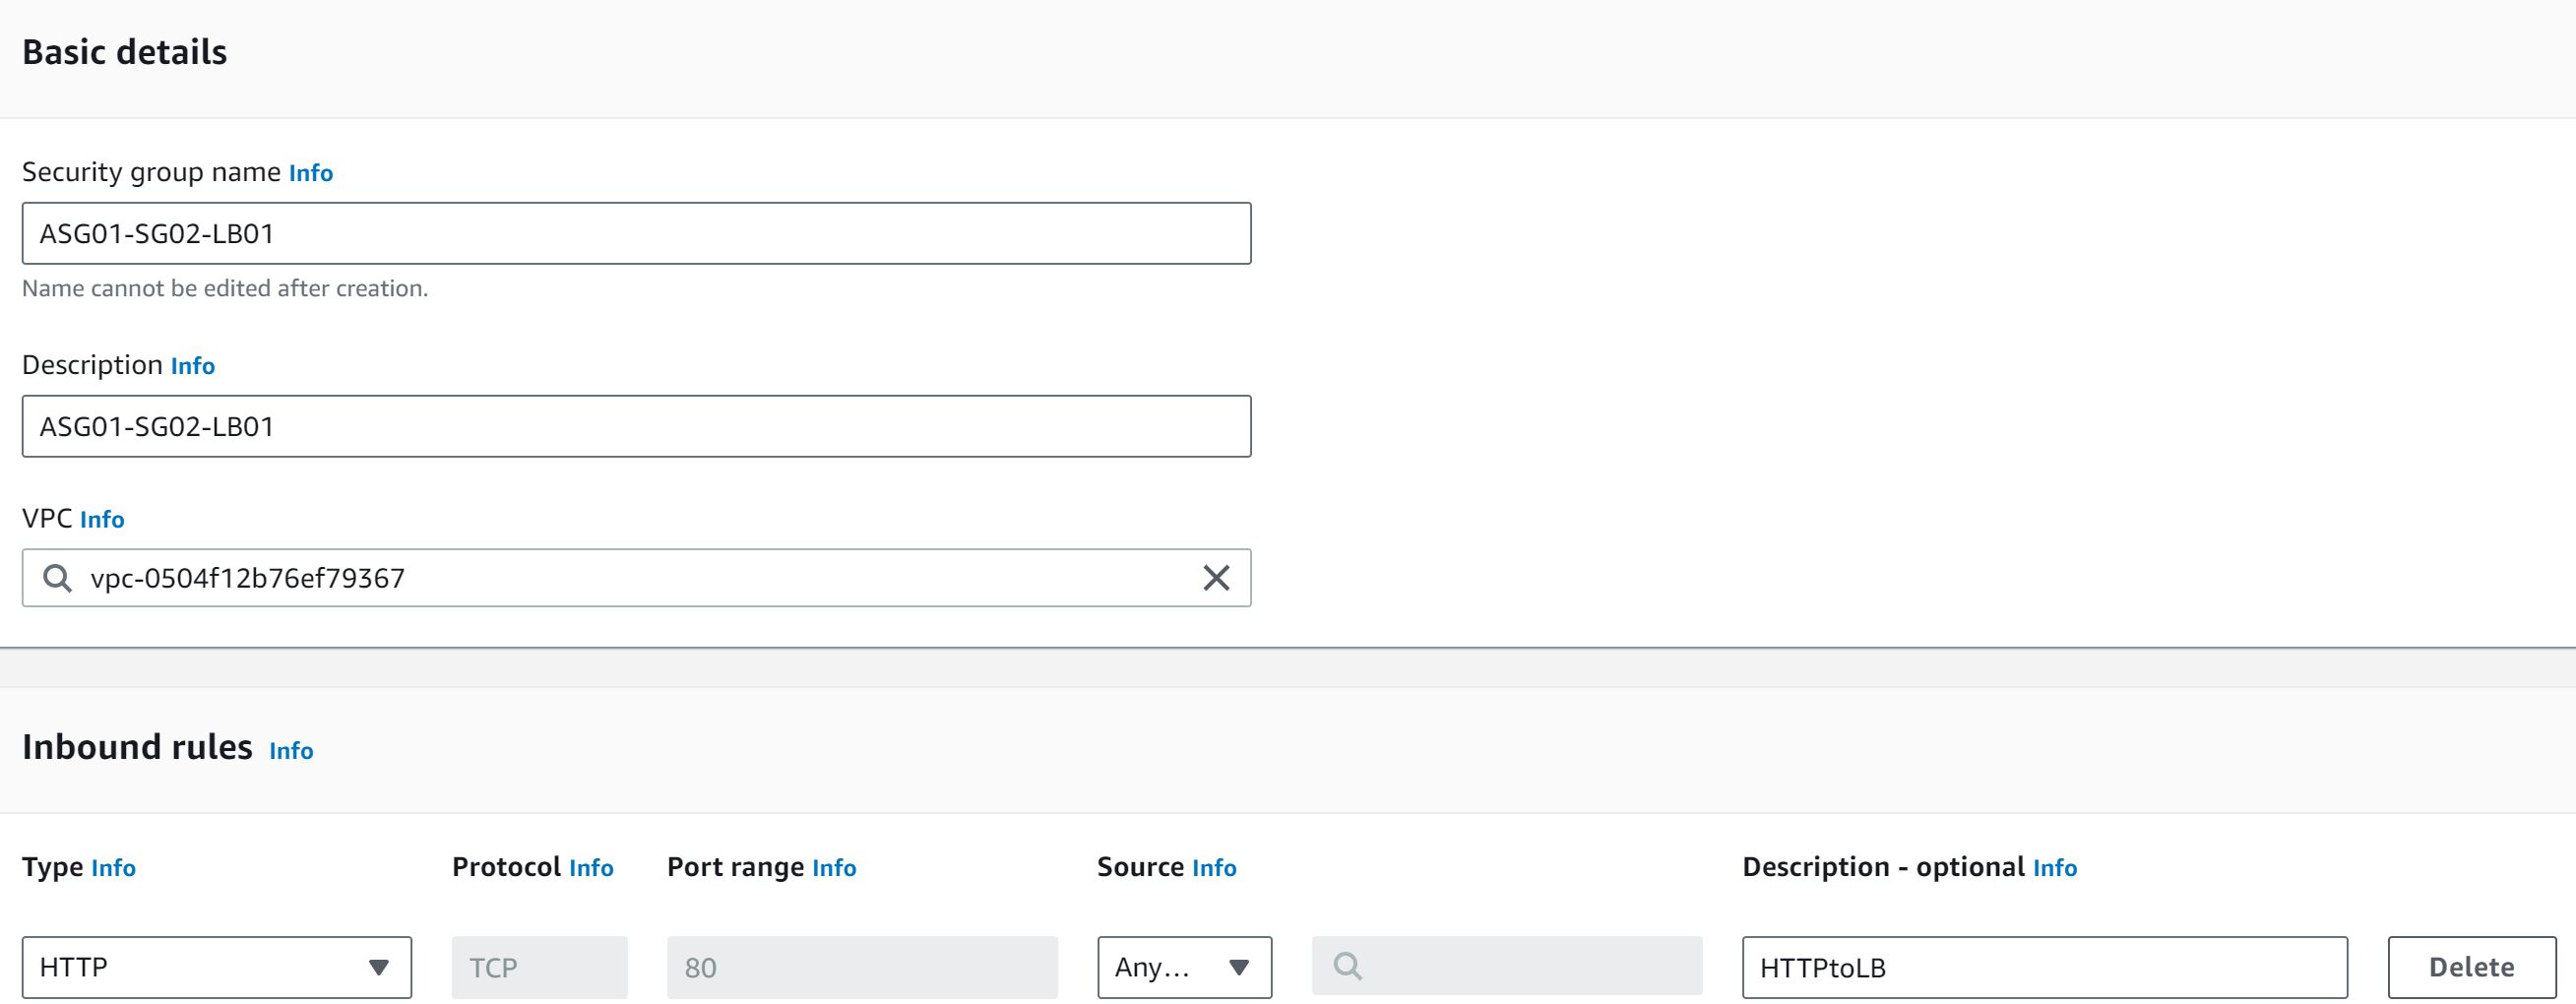 Basic details
Security group name Info
ASG01-SG02-LB01
Name cannot be edited after creation.
Description Info
ASG01-SG02-LB01
VPC Info
vpc-0504f12b76ef79367
Inbound rules Info
Type Info Protocol Info Port range Info Source Info Description - optional Info
HTTP TCP 80 Any... HTTPtoLB Delete